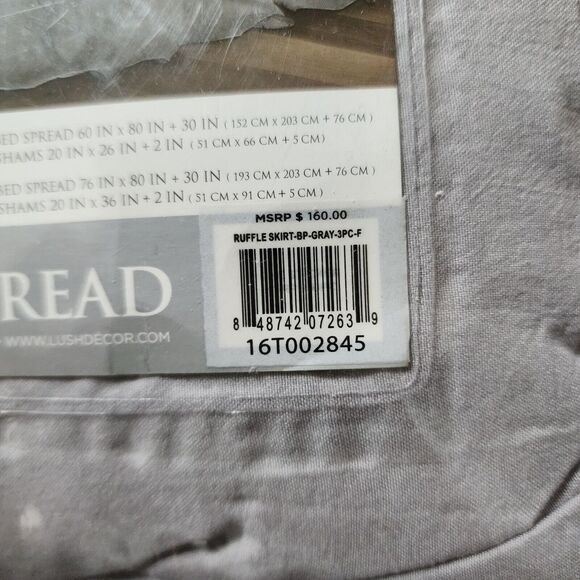 BED SPREAD 60 IN X 80 IN + 30 IN ( 152 CM X 203 CM + 76 CM )
SHAMS 20 IN X 26 IN + 2 IN ( 51 CM X 66 CM + 5 CM)
BED SPREAD 76 IN X 80 IN + 30 IN ( 193 CM X 203 CM + 76 CM )
SHAMS 20 IN X 36 IN + 2 IN ( 51 CM X 91 CM + 5 CM )
MSRP $ 160.00
RUFFLE SKIRT-BP-GRAY-3PC-F
8 48742 07263 9
16T002845
READ
WWW.LUSHDECOR.COM